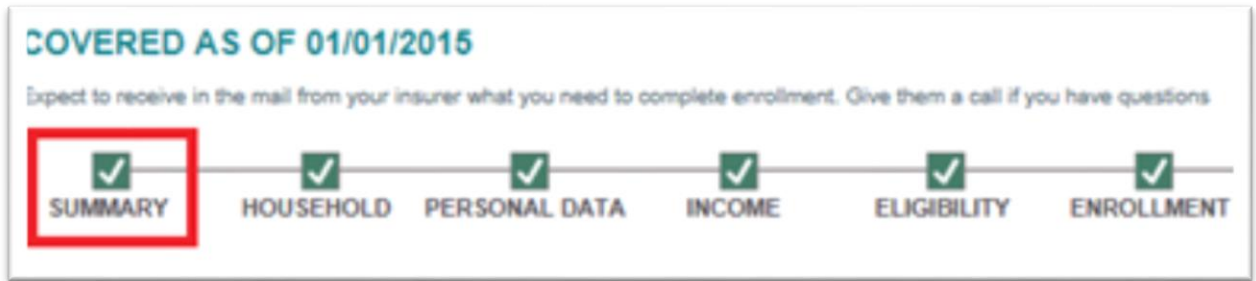 COVERED AS OF 01/01/2015
Expect to receive in the mail from your insurer what you need to complete enrollment. Give them a call if you have questions
SUMMARY HOUSEHOLD PERSONAL DATA INCOME ELIGIBILITY ENROLLMENT